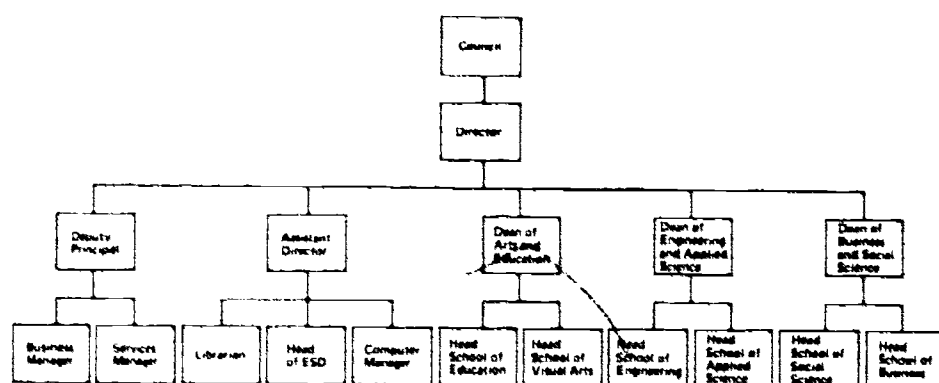 Council
Director
Deputy
Principal
Assistant
Director
Dean of
Arts and
Education
Dean of
Engineering
and Applied
Science
Dean of
Business
and Social
Science
Business
Manager
Services
Manager
Librarian
Head
of ESD
Computer
Manager
Head
School of
Education
Head
School of
Visual Arts
Head
School of
Engineering
Head
School of
Applied
Science
Head
School of
Social
Science
Head
School of
Business